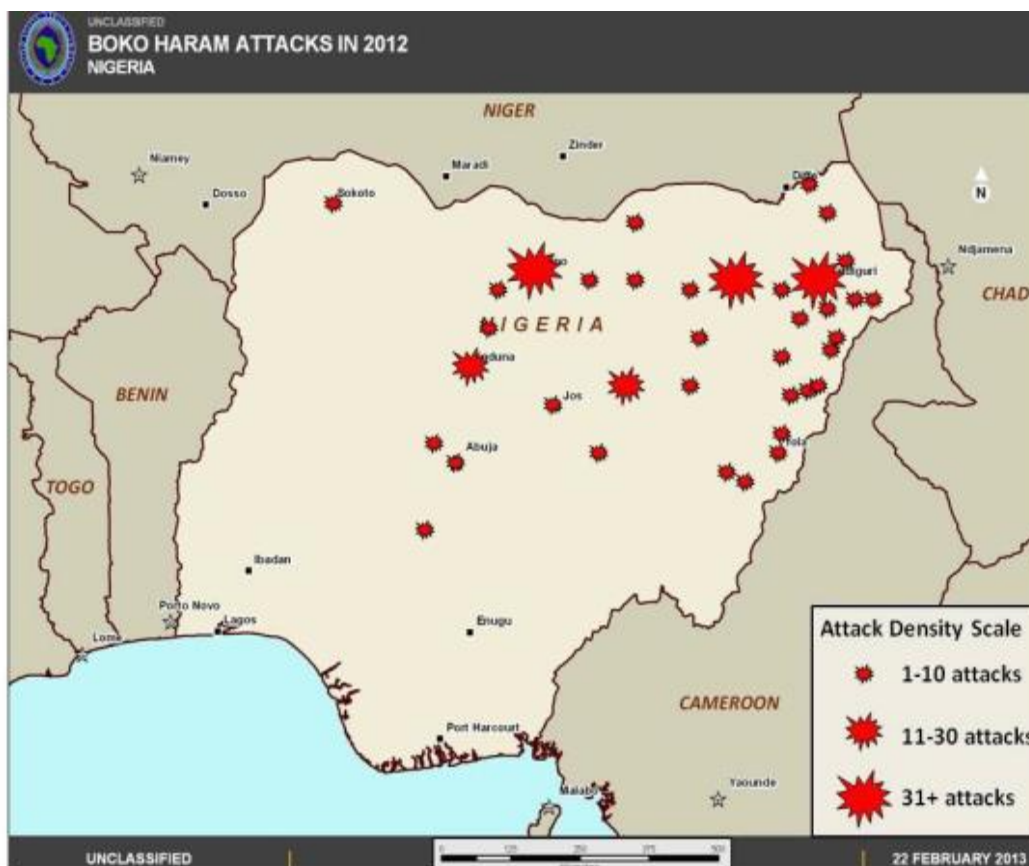 UNCLASSIFIED
BOKO HARAM ATTACKS IN 2012
NIGERIA
NIGER
Niamey
Dosso
Maradi
Zinder
Sokoto
N
Ndjamena
CHAD
NIGERIA
BENIN
Jos
Abuja
TOGO
Ibadan
Porto Novo
Lagos
Lome
Enugu
Port Harcourt
CAMEROON
Malabo
Yaounde
Attack Density Scale
1-10 attacks
11-30 attacks
31+ attacks
UNCLASSIFIED
22 FEBRUARY 2013